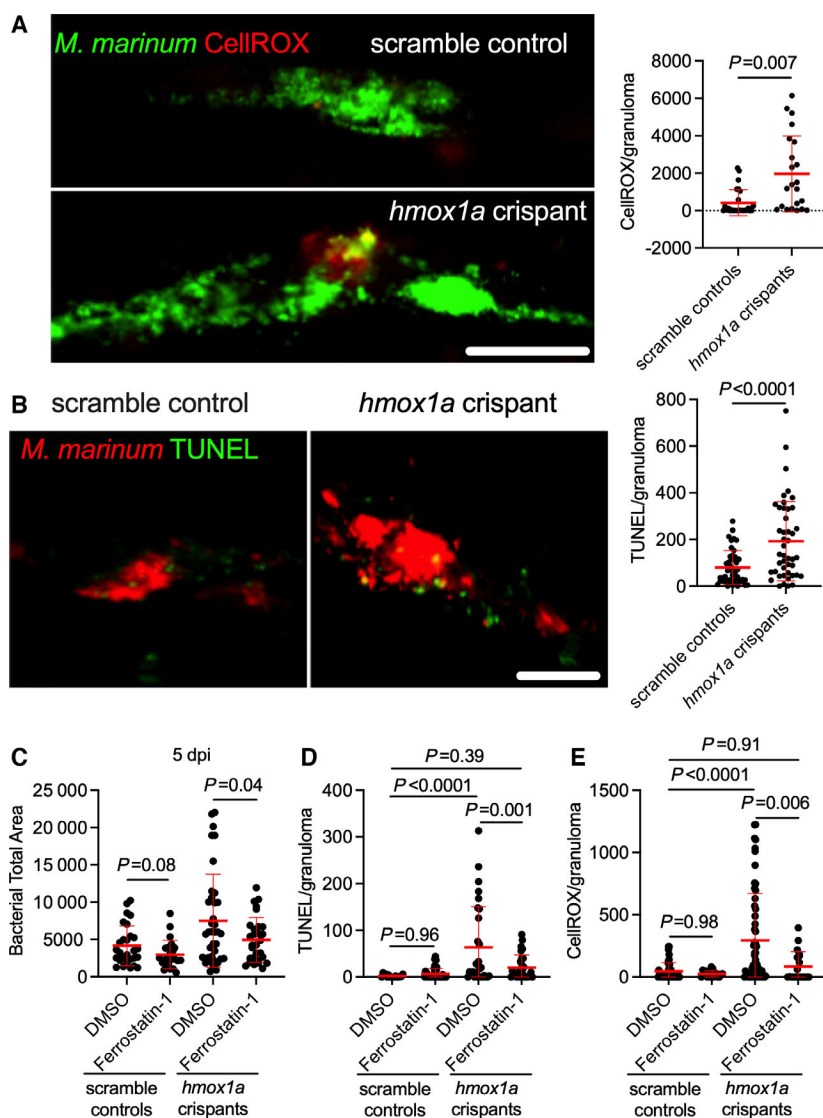 A
M. marinum CellROX
scramble control
hmox1a crispant
P=0.007
8000
6000
4000
2000
0
-2000
CellROX/granuloma
scramble controls
hmox1a crispants
B
scramble control
hmox1a crispant
M. marinum TUNEL
P<0.0001
800
600
400
200
0
TUNEL/granuloma
scramble controls
hmox1a crispants
C
5 dpi
P=0.04
P=0.08
25 000
20 000
15 000
10 000
5000
0
Bacterial Total Area
DMSO
Ferrostatin-1
DMSO
Ferrostatin-1
scramble
controls
hmox1a
crispants
D
P=0.39
P<0.0001
P=0.001
P=0.96
400
300
200
100
0
TUNEL/granuloma
DMSO
Ferrostatin-1
DMSO
Ferrostatin-1
scramble
controls
hmox1a
crispants
E
P=0.91
P<0.0001
P=0.006
P=0.98
1500
1000
500
0
CellROX/granuloma
DMSO
Ferrostatin-1
DMSO
Ferrostatin-1
scramble
controls
hmox1a
crispants